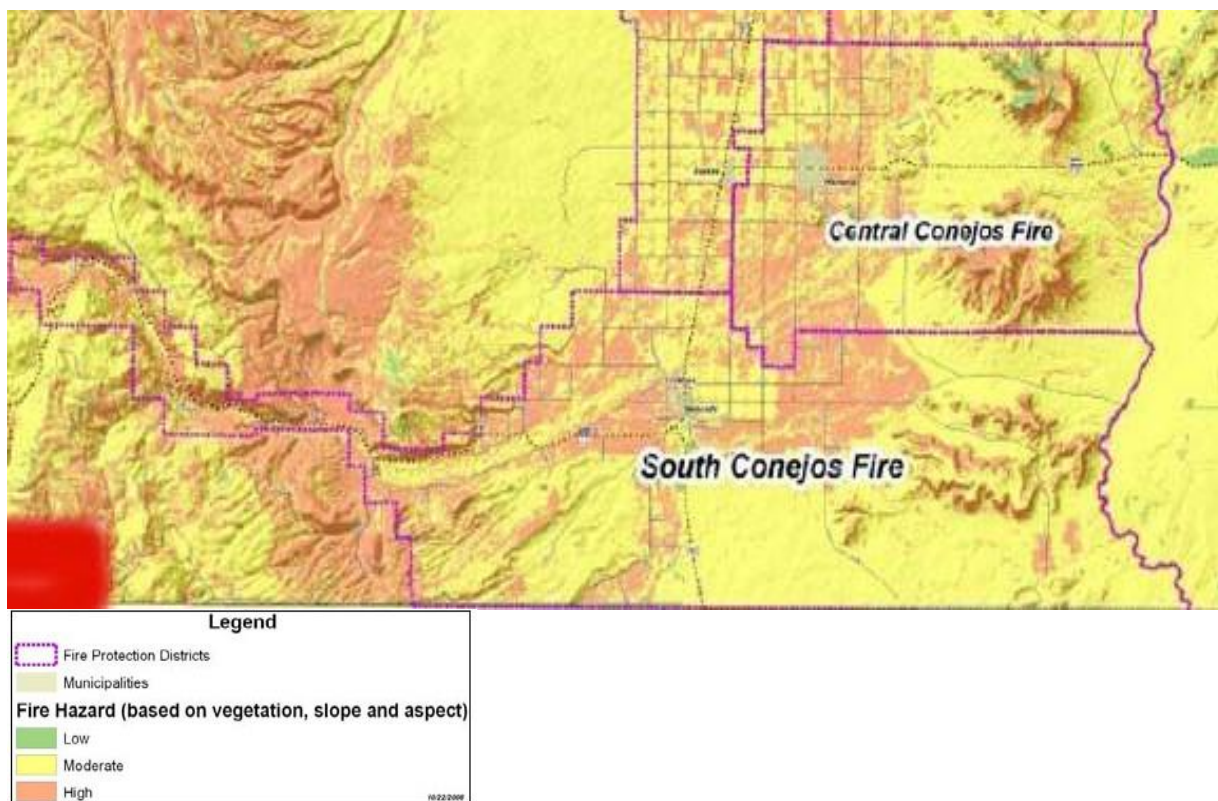 Central Conejos Fire
South Conejos Fire
Legend
Fire Protection Districts
Municipalities
Fire Hazard (based on vegetation, slope and aspect)
Low
Moderate
High